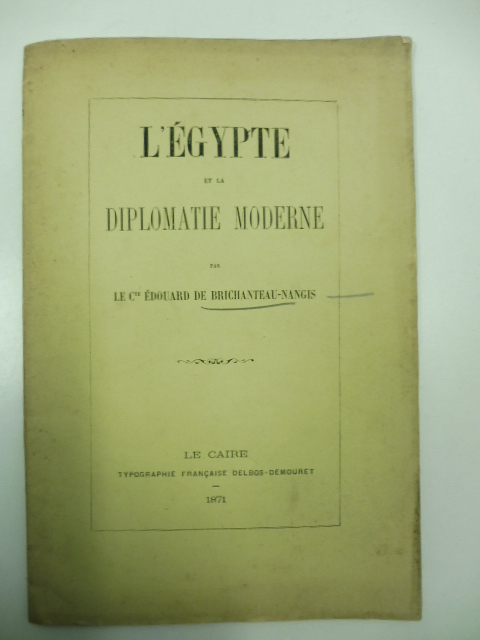 L'ÉGYPTE
ET LA
DIPLOMATIE MODERNE
PAR
LE Cte ÉDOUARD DE BRICHANTEAU-NANGIS
LE CAIRE
TYPOGRAPHIE FRANÇAISE DELBOS-DEMOURET
1871